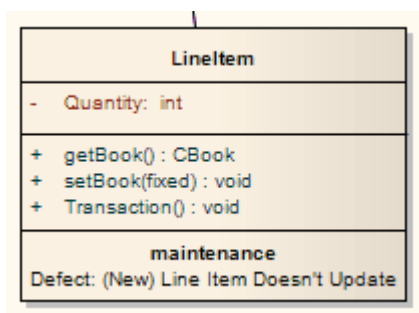 LineItem
- Quantity: int
+ getBook() : CBook
+ setBook(fixed) : void
+ Transaction() : void
maintenance
Defect: (New) Line Item Doesn't Update